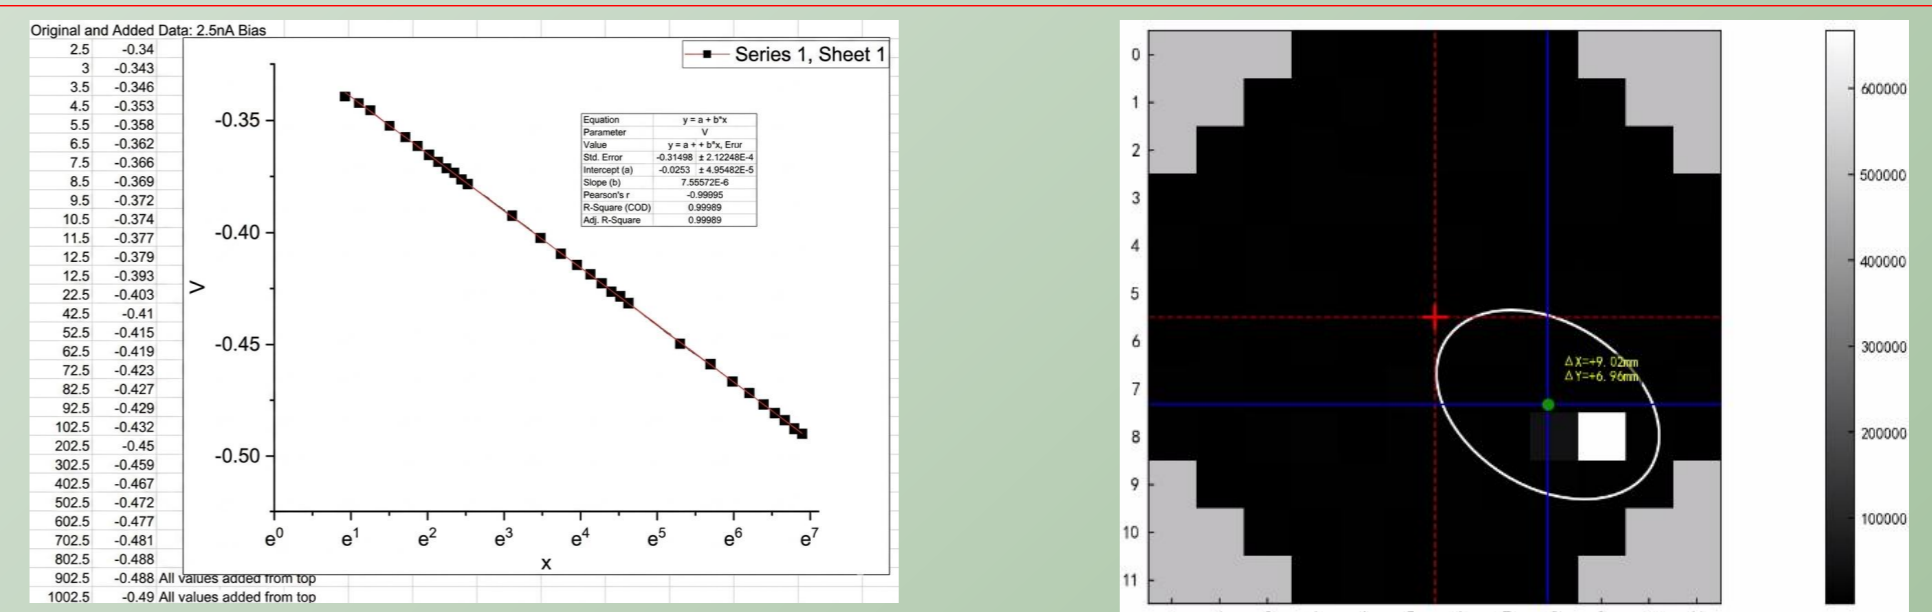 Original and Added Data: 2.5nA Bias
2.5 -0.34
3 -0.343
3.5 -0.346
4.5 -0.353
5.5 -0.358
6.5 -0.362
7.5 -0.366
8.5 -0.369
9.5 -0.372
10.5 -0.374
11.5 -0.377
12.5 -0.379
12.5 -0.393
22.5 -0.403
42.5 -0.41
52.5 -0.415
62.5 -0.419
72.5 -0.423
82.5 -0.427
92.5 -0.429
102.5 -0.432
202.5 -0.45
302.5 -0.459
402.5 -0.467
502.5 -0.472
602.5 -0.477
702.5 -0.481
802.5 -0.488
902.5 -0.488 All values added from top
1002.5 -0.49 All values added from top
Series 1, Sheet 1
Equation y = a + b*x
Parameter V
Value y = a + + b*x, Erur
Std. Error -0.31498 ± 2.12248E-4
Intercept (a) -0.0253 ± 4.95482E-5
Slope (b) 7.55572E-6
Pearson's r -0.99995
R-Square (COD) 0.99989
Adj. R-Square 0.99989
-0.35
-0.40
-0.45
-0.50
V
e0 e1 e2 e3 e4 e5 e6 e7
x
0
1
2
3
4
5
6
7
8
9
10
11
ΔX=+9.02mm
ΔY=+6.96mm
600000
500000
400000
300000
200000
100000